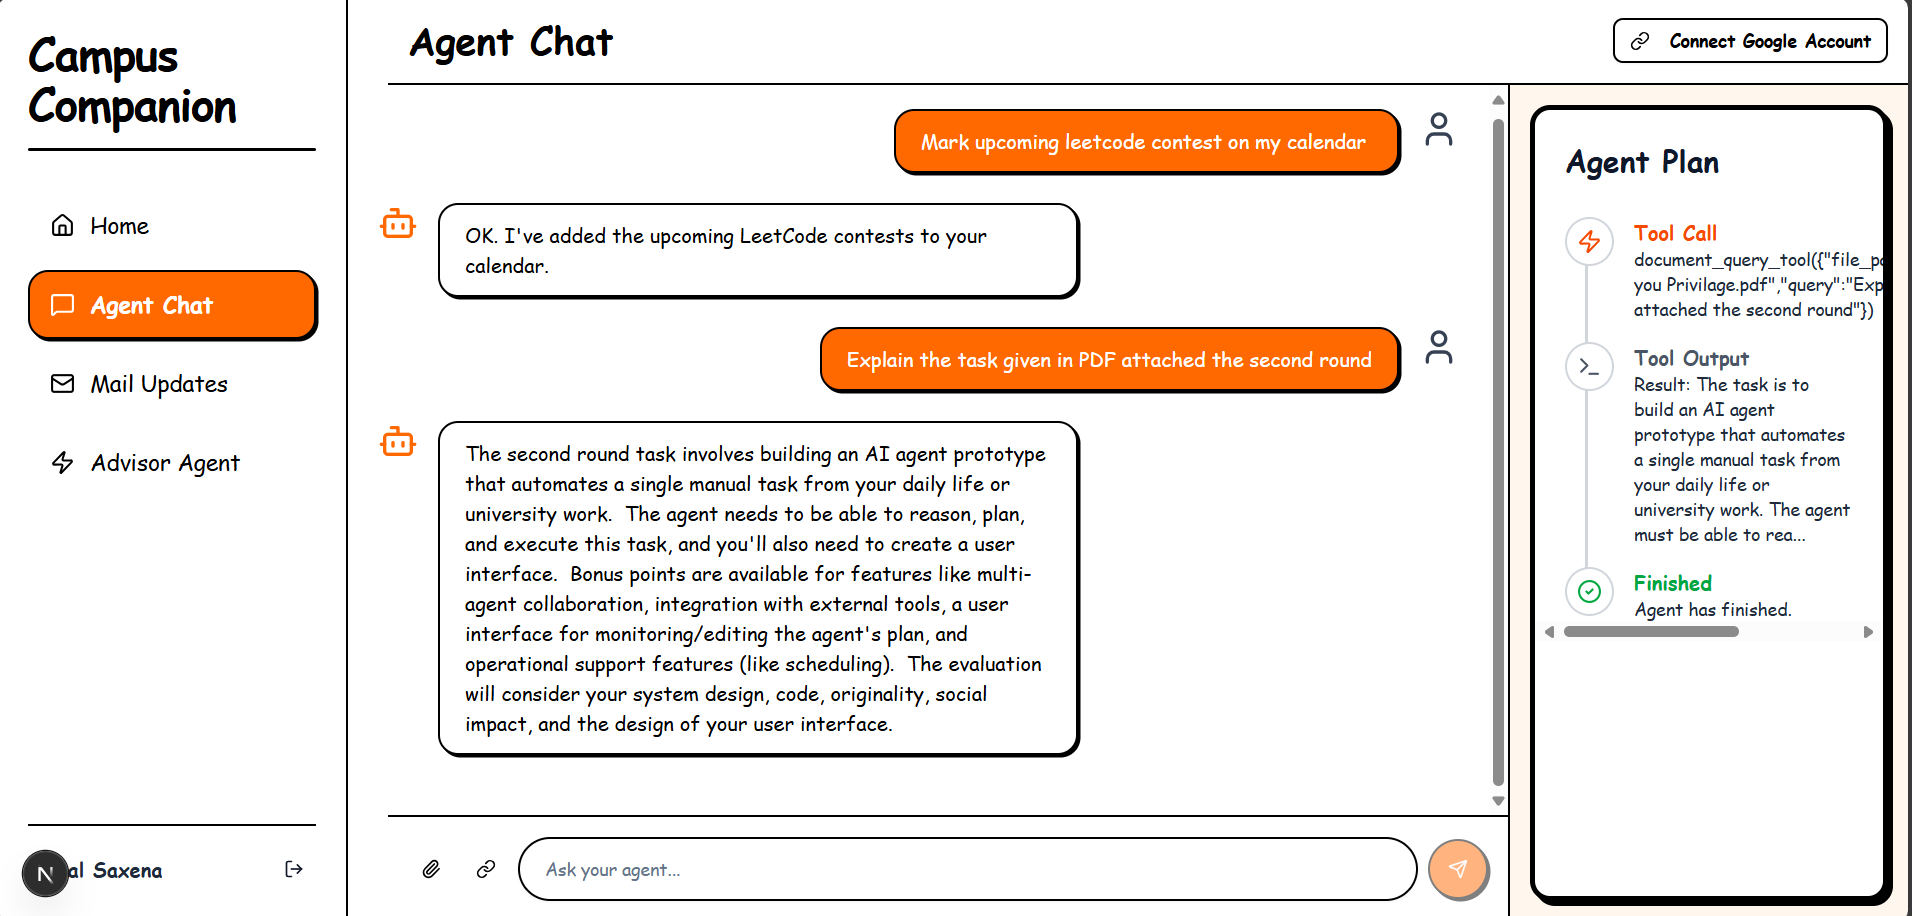 Campus
Companion
Home
Agent Chat
Mail Updates
Advisor Agent
N
al Saxena
Agent Chat
Connect Google Account
Mark upcoming leetcode contest on my calendar
OK. I've added the upcoming LeetCode contests to your
calendar.
Explain the task given in PDF attached the second round
The second round task involves building an AI agent prototype
that automates a single manual task from your daily life or
university work.  The agent needs to be able to reason, plan,
and execute this task, and you'll also need to create a user
interface.  Bonus points are available for features like multi-
agent collaboration, integration with external tools, a user
interface for monitoring/editing the agent's plan, and
operational support features (like scheduling).  The evaluation
will consider your system design, code, originality, social
impact, and the design of your user interface.
Ask your agent...
Agent Plan
Tool Call
document_query_tool({"file_pa
you Privilage.pdf","query":"Exp
attached the second round"})
Tool Output
Result: The task is to
build an AI agent
prototype that automates
a single manual task from
your daily life or
university work. The agent
must be able to rea...
Finished
Agent has finished.